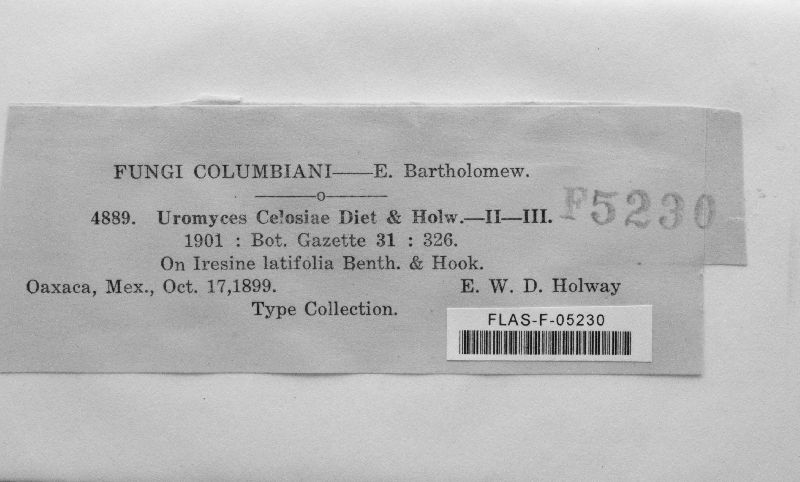 FUNGI COLUMBIANI——E. Bartholomew.
4889. Uromyces Celosiae Diet & Holw.—II—III.
F5230
1901 : Bot. Gazette 31 : 326.
On Iresine latifolia Benth. & Hook.
Oaxaca, Mex., Oct. 17,1899. E. W. D. Holway
Type Collection.
FLAS-F-05230